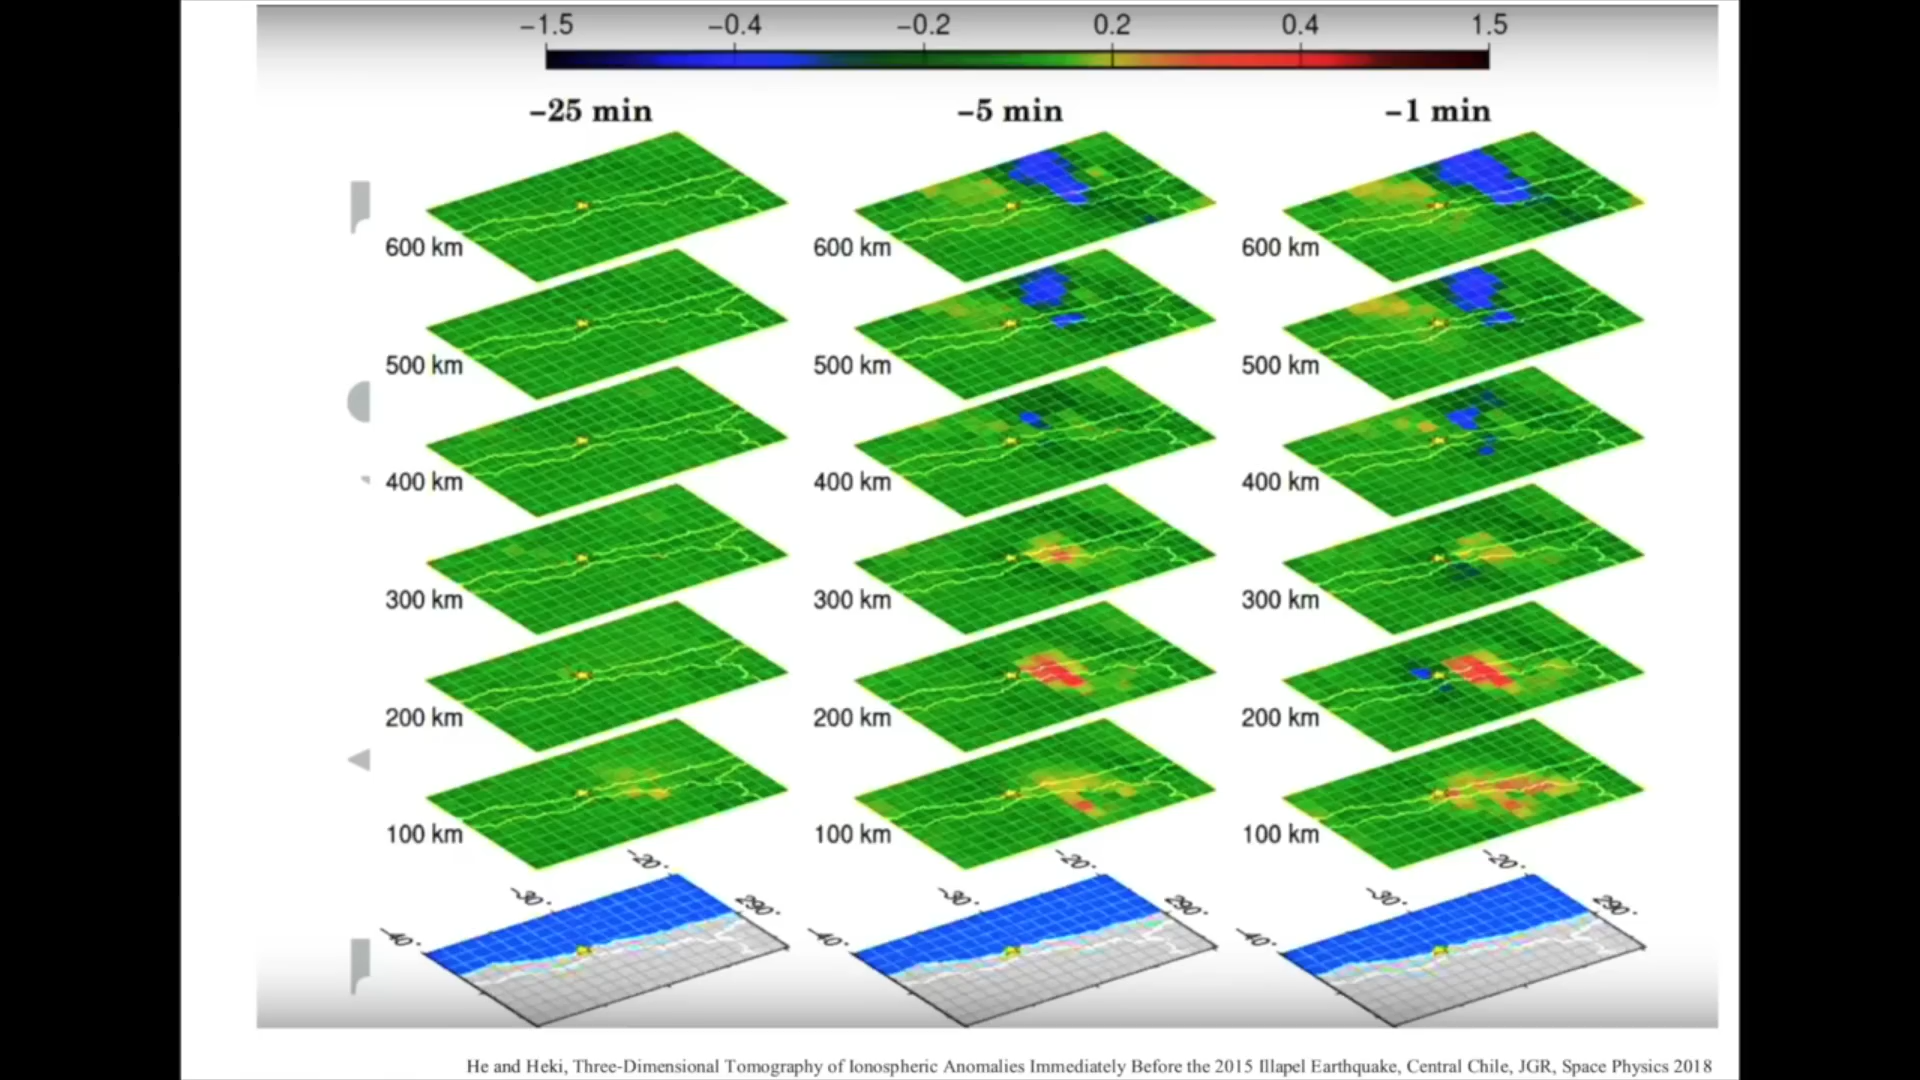 −1.5 −0.4 −0.2 0.2 0.4 1.5
−25 min −5 min −1 min
600 km 600 km 600 km
500 km 500 km 500 km
400 km 400 km 400 km
300 km 300 km 300 km
200 km 200 km 200 km
100 km 100 km 100 km
−20° −20° −20°
−30° 290° −30° 290° −30° 290°
−40° −40° −40°
He and Heki, Three-Dimensional Tomography of Ionospheric Anomalies Immediately Before the 2015 Illapel Earthquake, Central Chile, JGR, Space Physics 2018